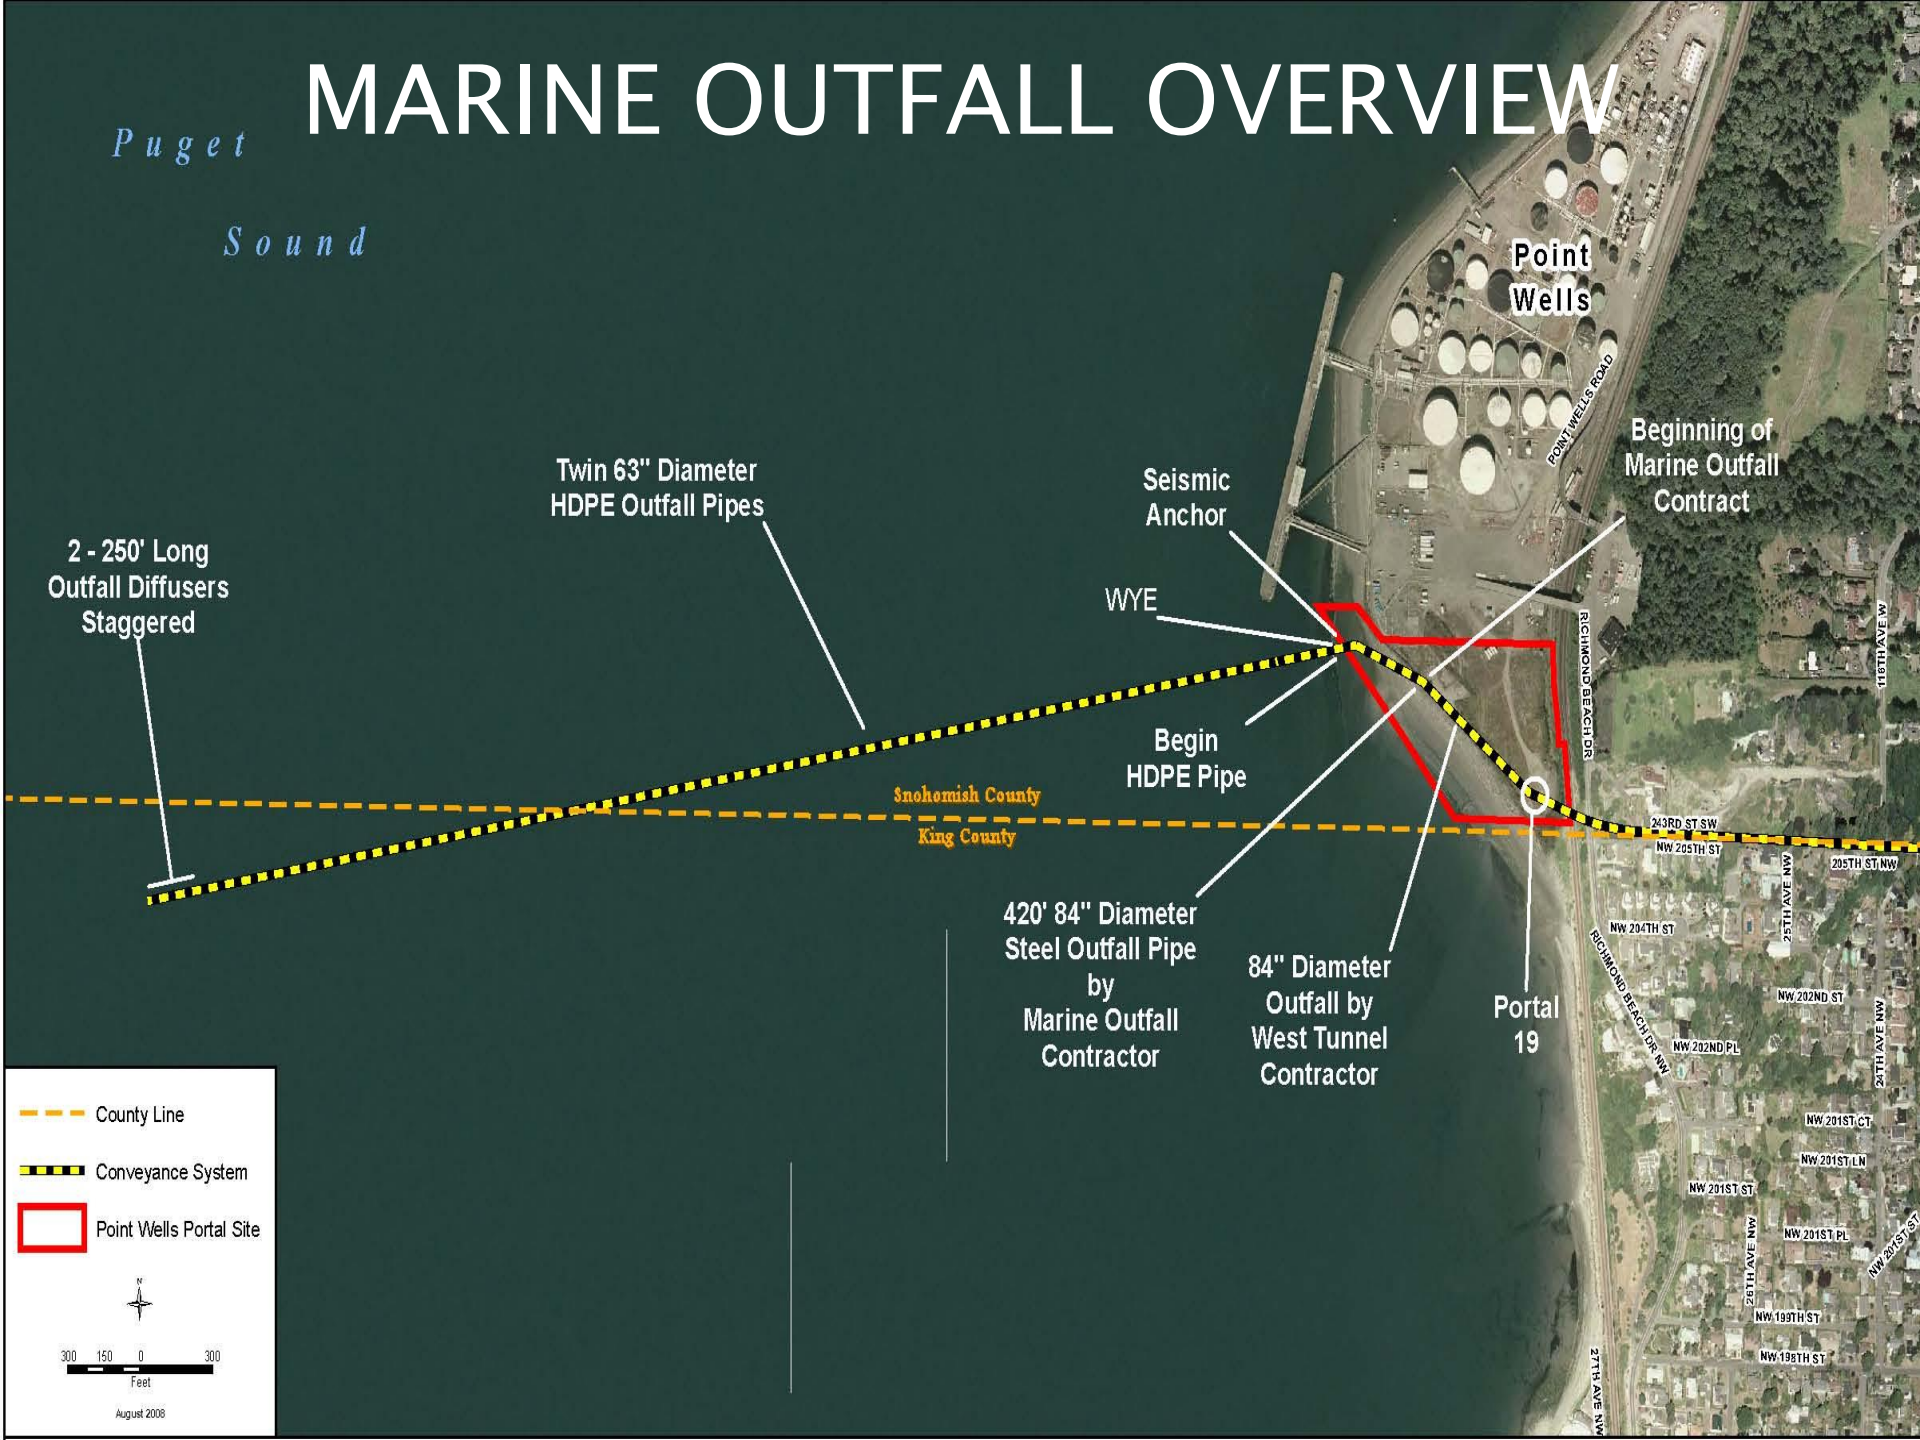 MARINE OUTFALL OVERVIEW
Puget
Sound
Point
Wells
POINT WELLS ROAD
Beginning of
Marine Outfall
Contract
Twin 63" Diameter
HDPE Outfall Pipes
Seismic
Anchor
2 - 250' Long
Outfall Diffusers
Staggered
WYE
RICHMOND BEACH DR
116TH AVE W
Begin
HDPE Pipe
Snohomish County
King County
243RD ST SW
NW 205TH ST
205TH ST NW
25TH AVE NW
420' 84" Diameter
Steel Outfall Pipe
by
Marine Outfall
Contractor
84" Diameter
Outfall by
West Tunnel
Contractor
Portal
19
NW 204TH ST
RICHMOND BEACH DR NW
NW 202ND ST
NW 202ND PL
24TH AVE NW
NW 201ST CT
NW 201ST LN
NW 201ST ST
NW 201ST PL
NW 201ST ST
26TH AVE NW
NW 199TH ST
NW 198TH ST
27TH AVE NW
County Line
Conveyance System
Point Wells Portal Site
N
300 150 0 300
Feet
August 2008